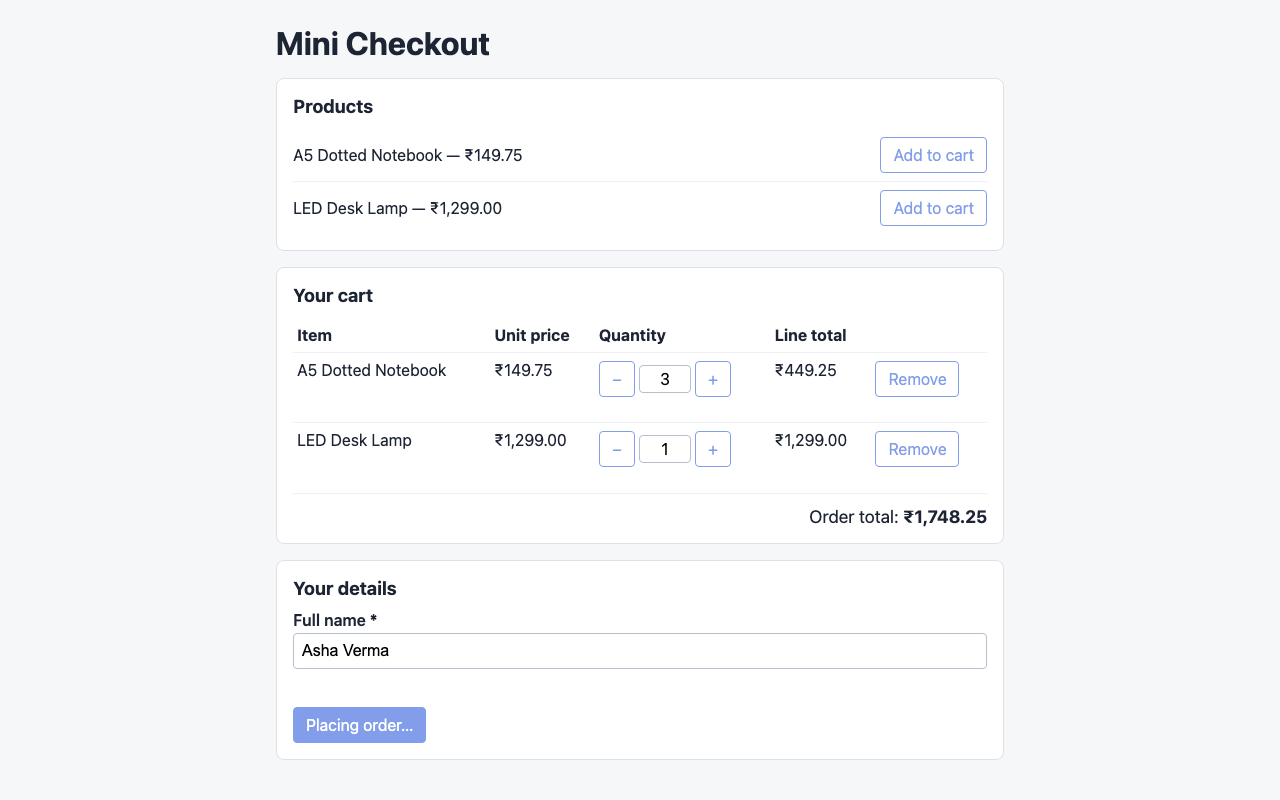 Mini Checkout
Products
A5 Dotted Notebook — ₹149.75 Add to cart
LED Desk Lamp — ₹1,299.00 Add to cart
Your cart
Item Unit price Quantity Line total
A5 Dotted Notebook ₹149.75 − 3 + ₹449.25 Remove
LED Desk Lamp ₹1,299.00 − 1 + ₹1,299.00 Remove
Order total: ₹1,748.25
Your details
Full name *
Asha Verma
Placing order…